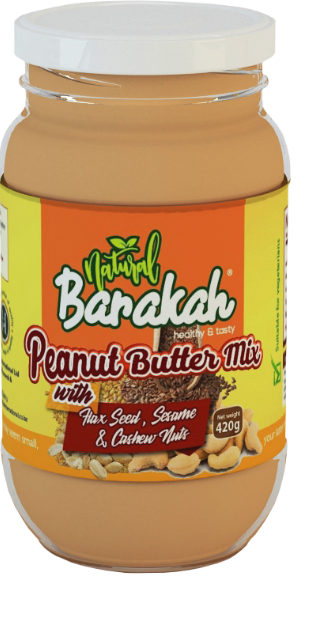 Natural
Barakah®
healthy & tasty
Peanut Butter Mix
with
Flax Seed, Sesame
& Cashew Nuts
Net weight
420g
Suitable for vegetarians